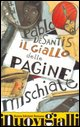 pablo
DE SANTIS
IL GIALLO
delle
PAGINE
mischiate
Nuovi gialli